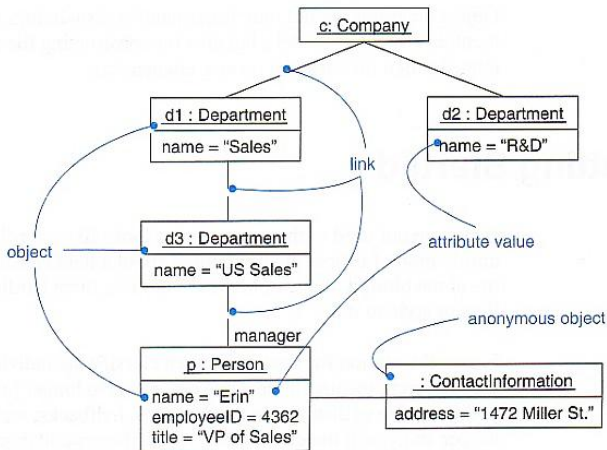 c: Company
d1 : Department
name = "Sales"
d2 : Department
name = "R&D"
link
object
d3 : Department
name = "US Sales"
attribute value
manager
anonymous object
p : Person
name = "Erin"
employeeID = 4362
title = "VP of Sales"
: ContactInformation
address = "1472 Miller St."